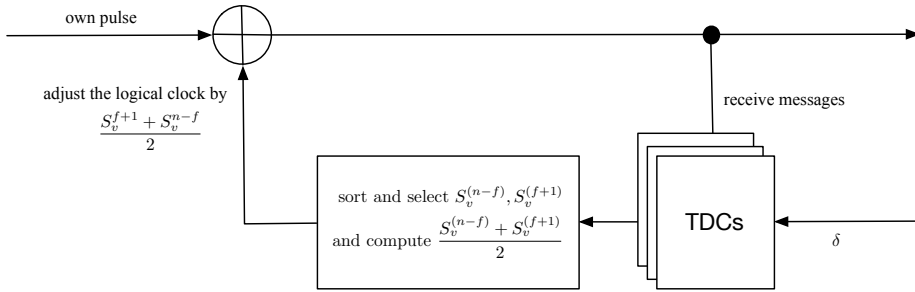 own pulse
adjust the logical clock by
$\frac{S_v^{f+1} + S_v^{n-f}}{2}$
receive messages
sort and select $S_v^{(n-f)}, S_v^{(f+1)}$
and compute $\frac{S_v^{(n-f)} + S_v^{(f+1)}}{2}$
TDCs
δ